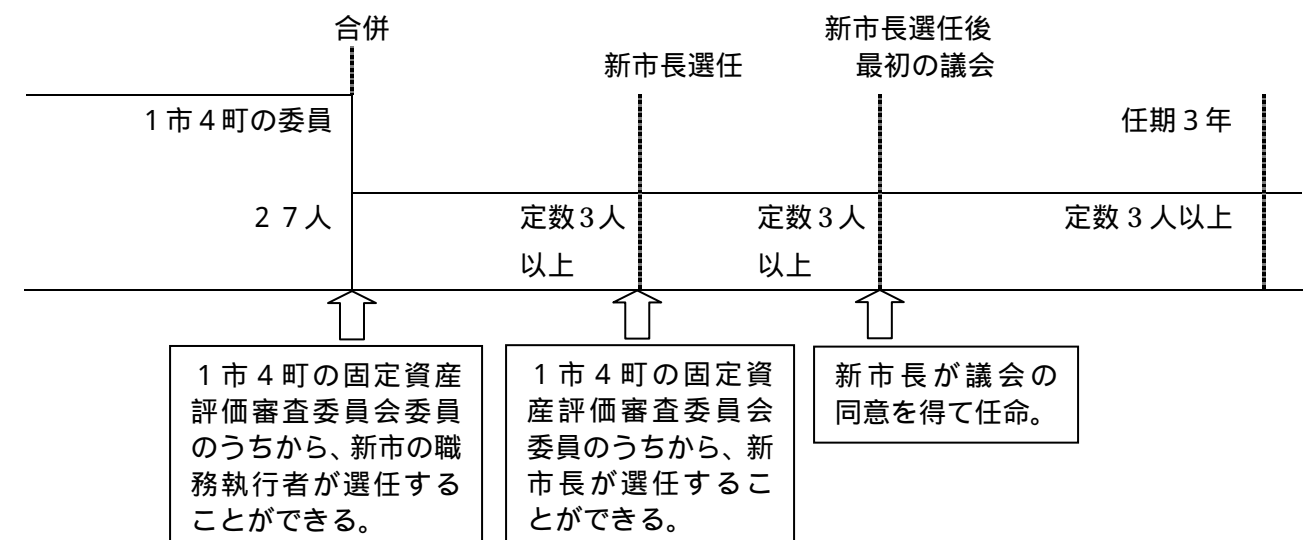 合併
新市長選任
新市長選任後
最初の議会
1市4町の委員
任期3年
27人
定数3人
以上
定数3人
以上
定数3人以上
1市4町の固定資産
評価審査委員会委員
のうちから、新市の職
務執行者が選任する
ことができる。
1市4町の固定資
産評価審査委員会
委員のうちから、新
市長が選任するこ
とができる。
新市長が議会の
同意を得て任命。